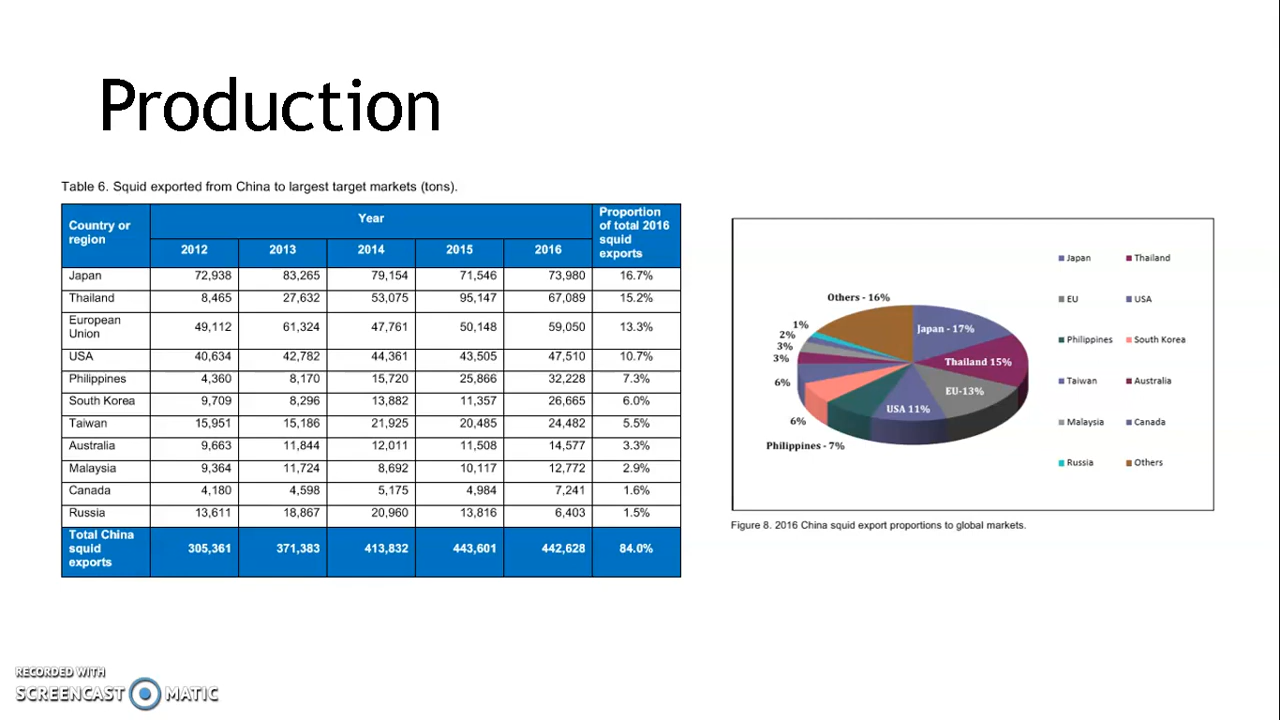 Production
Table 6. Squid exported from China to largest target markets (tons).
Country or region Year Proportion of total 2016 squid exports
2012 2013 2014 2015 2016
Japan 72,938 83,265 79,154 71,546 73,980 16.7%
Thailand 8,465 27,632 53,075 95,147 67,089 15.2%
European Union 49,112 61,324 47,761 50,148 59,050 13.3%
USA 40,634 42,782 44,361 43,505 47,510 10.7%
Philippines 4,360 8,170 15,720 25,866 32,228 7.3%
South Korea 9,709 8,296 13,882 11,357 26,665 6.0%
Taiwan 15,951 15,186 21,925 20,485 24,482 5.5%
Australia 9,663 11,844 12,011 11,508 14,577 3.3%
Malaysia 9,364 11,724 8,692 10,117 12,772 2.9%
Canada 4,180 4,598 5,175 4,984 7,241 1.6%
Russia 13,611 18,867 20,960 13,816 6,403 1.5%
Total China squid exports 305,361 371,383 413,832 443,601 442,628 84.0%
Others - 16%
Japan - 17%
Thailand 15%
EU-13%
USA 11%
Philippines - 7%
6%
6%
3%
3%
2%
1%
Japan Thailand
EU USA
Philippines South Korea
Taiwan Australia
Malaysia Canada
Russia Others
Figure 8. 2016 China squid export proportions to global markets.
RECORDED WITH
SCREENCAST MATIC